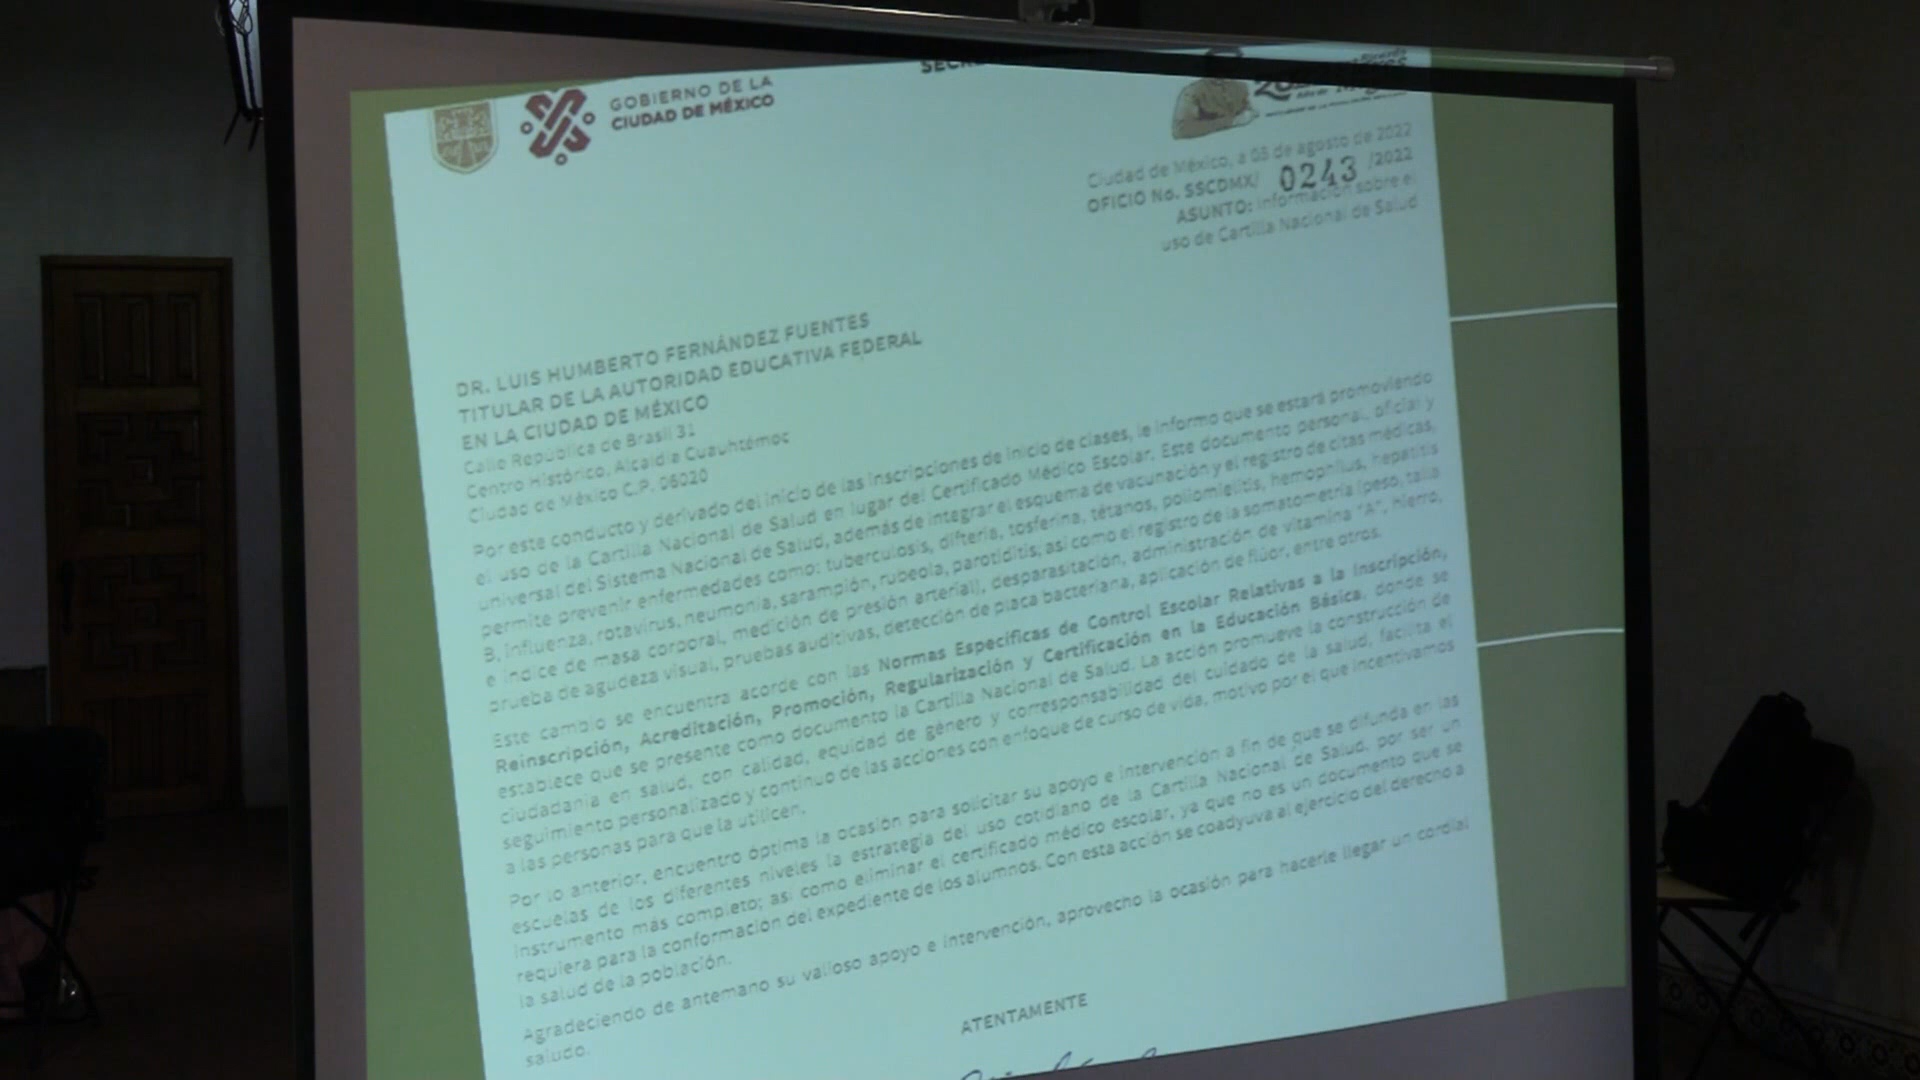 GOBIERNO DE LA
CIUDAD DE MÉXICO
Ciudad de México, a 05 de agosto de 2022
OFICIO No. SSCDMX/ 0243 /2022
ASUNTO: Información sobre el
uso de Cartilla Nacional de Salud
DR. LUIS HUMBERTO FERNÁNDEZ FUENTES
TITULAR DE LA AUTORIDAD EDUCATIVA FEDERAL
EN LA CIUDAD DE MÉXICO
Calle República de Brasil 31
Centro Histórico, Alcaldía Cuauhtémoc
Ciudad de México C.P. 06020
Por este conducto y derivado del inicio de las inscripciones de inicio de clases, le informo que se estará promoviendo
el uso de la Cartilla Nacional de Salud en lugar del Certificado Médico Escolar. Este documento personal, oficial y
universal del Sistema Nacional de Salud, además de integrar el esquema de vacunación y el registro de citas médicas,
permite prevenir enfermedades como: tuberculosis, difteria, tosferina, tétanos, poliomielitis, hemophilus, hepatitis
B, influenza, rotavirus, neumonía, sarampión, rubeola, parotiditis; así como el registro de la somatometría (peso, talla
e índice de masa corporal, medición de presión arterial), desparasitación, administración de vitamina "A", hierro,
prueba de agudeza visual, pruebas auditivas, detección de placa bacteriana, aplicación de flúor, entre otros.
Este cambio se encuentra acorde con las Normas Específicas de Control Escolar Relativas a la Inscripción,
Reinscripción, Acreditación, Promoción, Regularización y Certificación en la Educación Básica, donde se
establece que se presente como documento la Cartilla Nacional de Salud. La acción promueve la construcción de
ciudadanía en salud, con calidad, equidad de género y corresponsabilidad del cuidado de la salud, facilita el
seguimiento personalizado y continuo de las acciones con enfoque de curso de vida, motivo por el que incentivamos
a las personas para que la utilicen.
Por lo anterior, encuentro óptima la ocasión para solicitar su apoyo e intervención a fin de que se difunda en las
escuelas de los diferentes niveles la estrategia del uso cotidiano de la Cartilla Nacional de Salud, por ser un
instrumento más completo; así como eliminar el certificado médico escolar, ya que no es un documento que se
requiera para la conformación del expediente de los alumnos. Con esta acción se coadyuva al ejercicio del derecho a
la salud de la población.
Agradeciendo de antemano su valioso apoyo e intervención, aprovecho la ocasión para hacerle llegar un cordial
saludo.
ATENTAMENTE